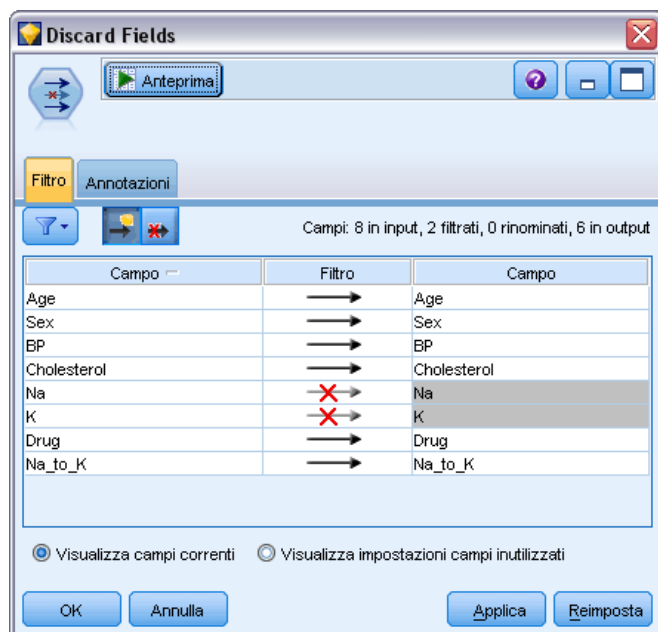 Discard Fields
Anteprima
Filtro Annotazioni
Campi: 8 in input, 2 filtrati, 0 rinominati, 6 in output
Campo Filtro Campo
Age Age
Sex Sex
BP BP
Cholesterol Cholesterol
Na Na
K K
Drug Drug
Na_to_K Na_to_K
Visualizza campi correnti Visualizza impostazioni campi inutilizzati
OK Annulla Applica Reimposta